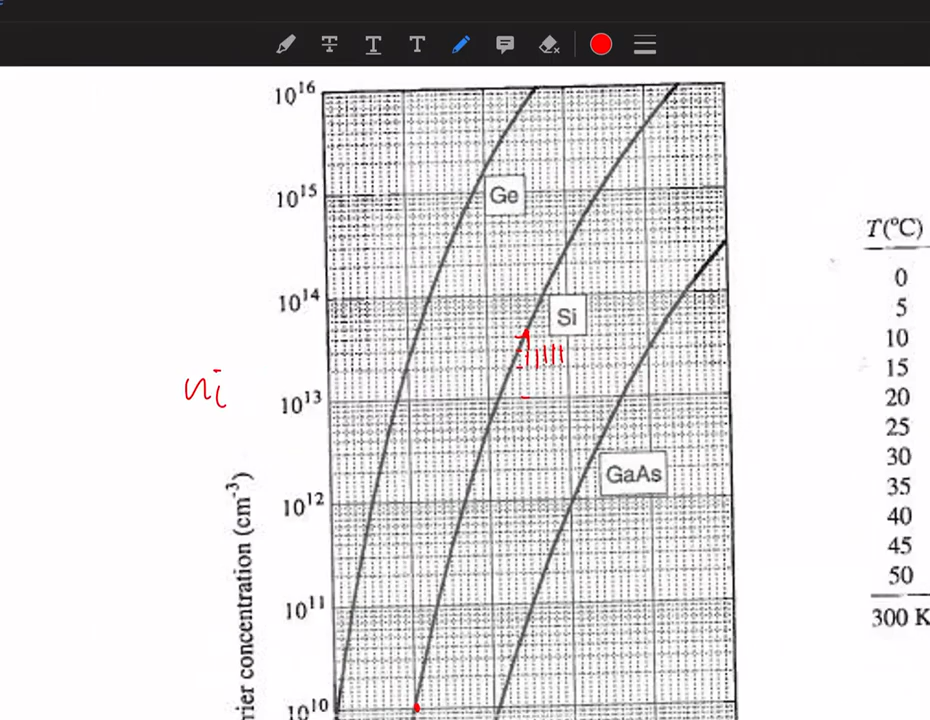 T T T
10^16
Ge
10^15
T(°C)
0
10^14
Si
5
10
15
ni
10^13
20
25
GaAs
30
10^12
35
40
45
10^11
50
300 K
10^10
rier concentration (cm^-3)